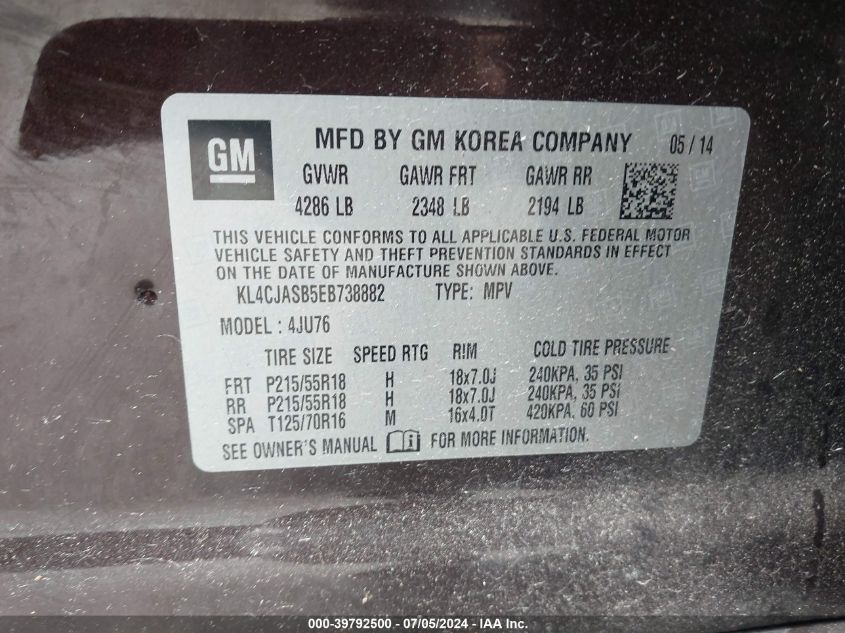 GM
MFD BY GM KOREA COMPANY 05 / 14
GVWR GAWR FRT GAWR RR
4286 LB 2348 LB 2194 LB
THIS VEHICLE CONFORMS TO ALL APPLICABLE U.S. FEDERAL MOTOR
VEHICLE SAFETY AND THEFT PREVENTION STANDARDS IN EFFECT
ON THE DATE OF MANUFACTURE SHOWN ABOVE.
KL4CJASB5EB738882 TYPE: MPV
MODEL : 4JU76
TIRE SIZE SPEED RTG RIM COLD TIRE PRESSURE
FRT P215/55R18 H 18x7.0J 240KPA, 35 PSI
RR P215/55R18 H 18x7.0J 240KPA, 35 PSI
SPA T125/70R16 M 16x4.0T 420KPA, 60 PSI
SEE OWNER'S MANUAL FOR MORE INFORMATION.
000-39792500 - 07/05/2024 - IAA Inc.